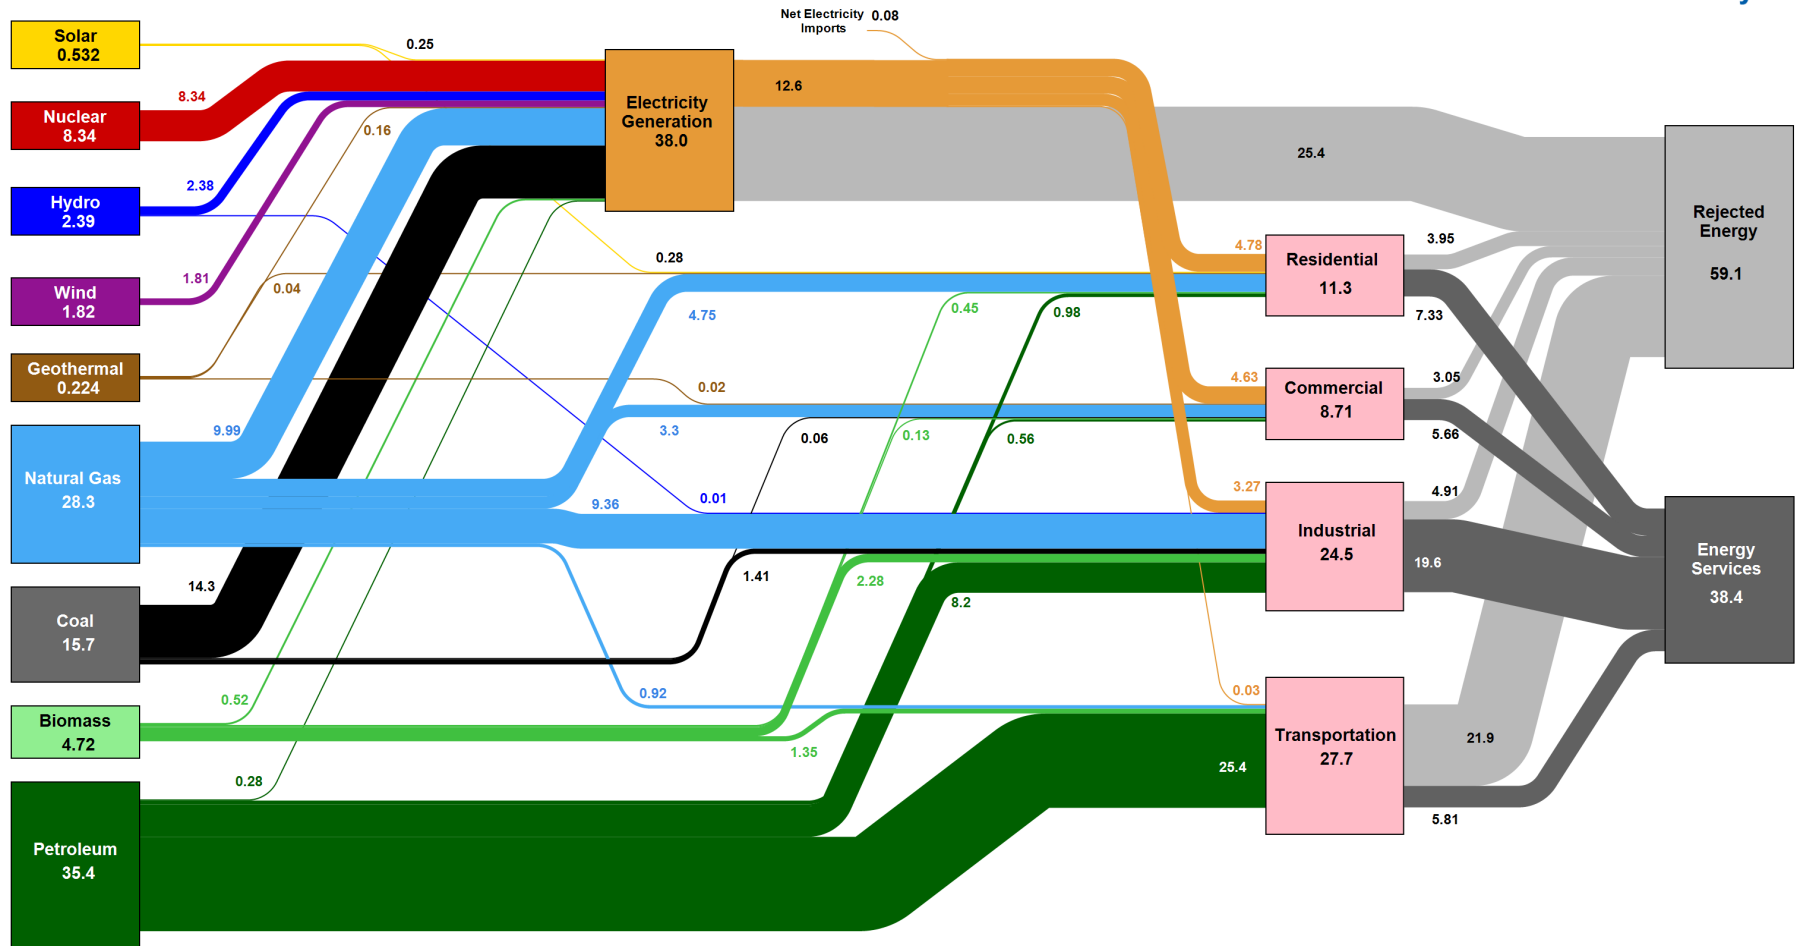 Net Electricity 0.08
Imports
Solar
0.532
0.25
Nuclear
8.34
8.34
Hydro
2.39
2.38
Wind
1.82
1.81
Geothermal
0.224
0.16
0.04
Natural Gas
28.3
9.99
Coal
15.7
14.3
Biomass
4.72
0.52
Petroleum
35.4
0.28
Electricity
Generation
38.0
12.6
25.4
0.28
4.75
0.45
0.98
0.02
3.3
0.06
0.13
0.56
9.36
0.01
1.41
2.28
8.2
0.92
1.35
25.4
4.78
4.63
3.27
0.03
Residential
11.3
Commercial
8.71
Industrial
24.5
Transportation
27.7
3.95
7.33
3.05
5.66
4.91
19.6
21.9
5.81
Rejected
Energy
59.1
Energy
Services
38.4